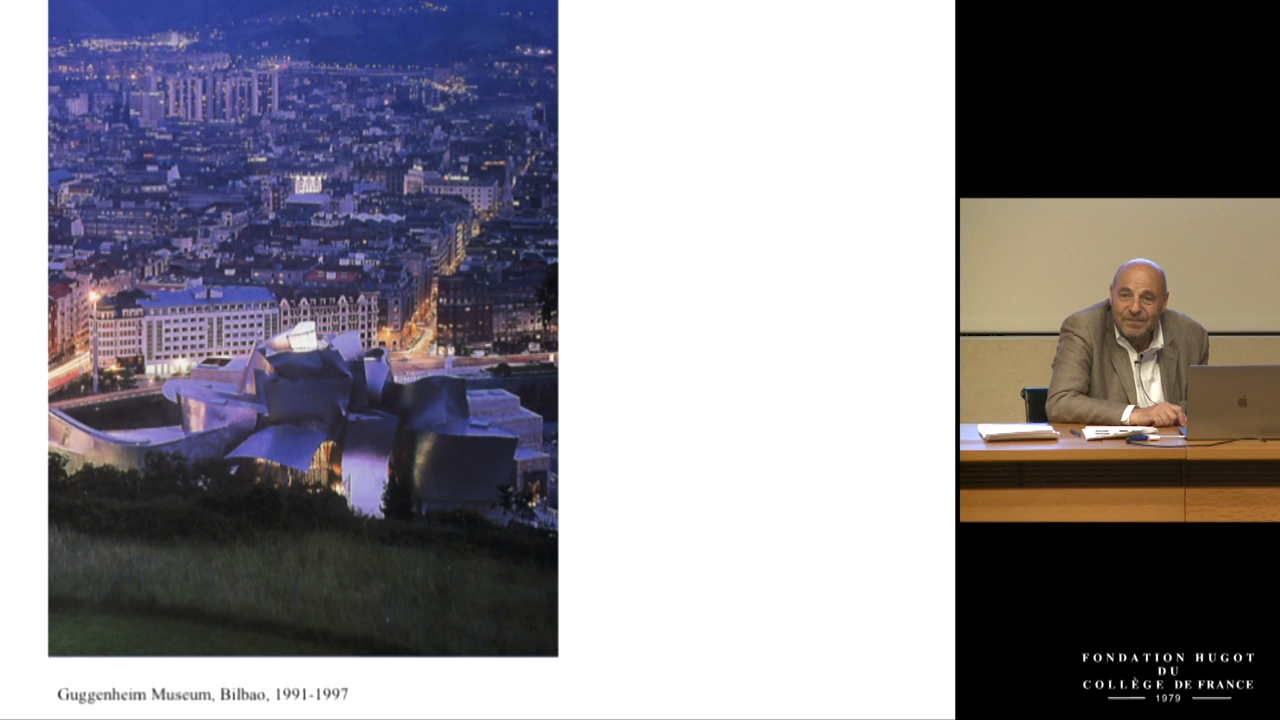 Guggenheim Museum, Bilbao, 1991-1997
FONDATION HUGOT
DU
COLLÈGE DE FRANCE
1979